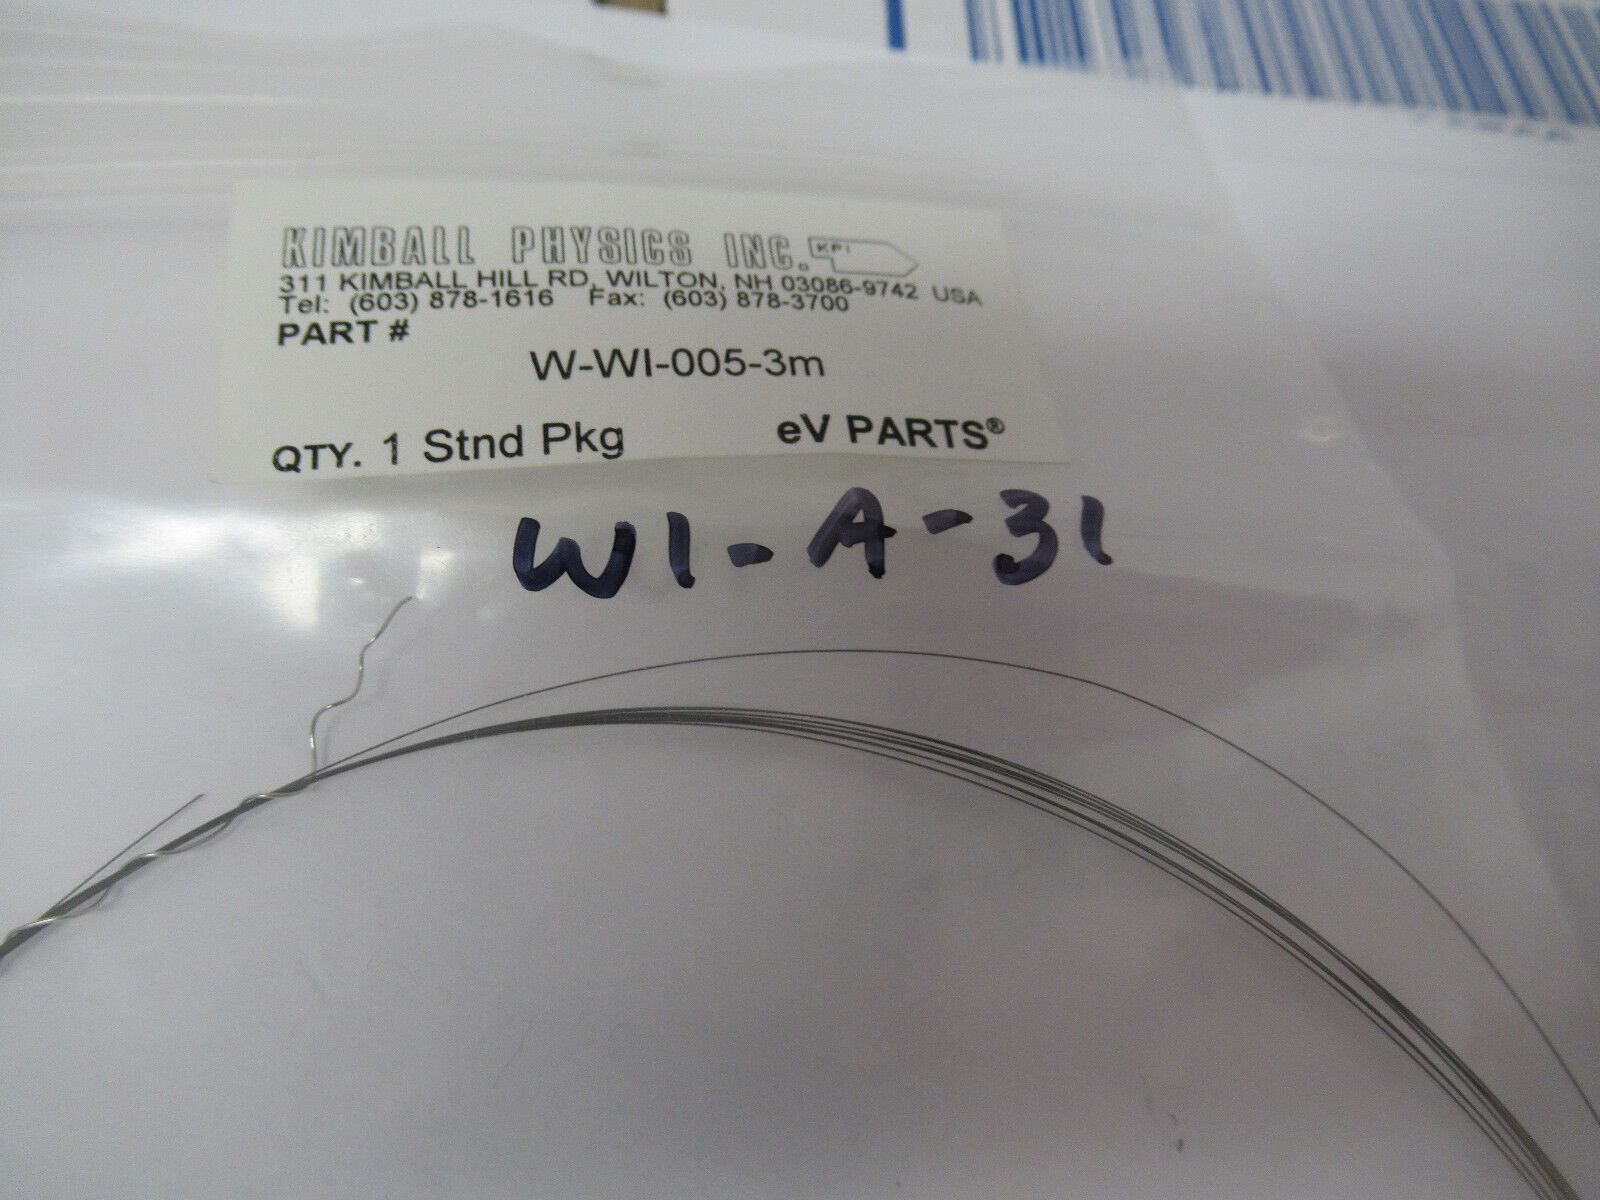 KIMBALL PHYSICS INC. KPI
311 KIMBALL HILL RD, WILTON, NH 03086-9742 USA
Tel: (603) 878-1616 Fax: (603) 878-3700
PART #
W-WI-005-3m
QTY. 1 Stnd Pkg eV PARTS®
WI-A-31